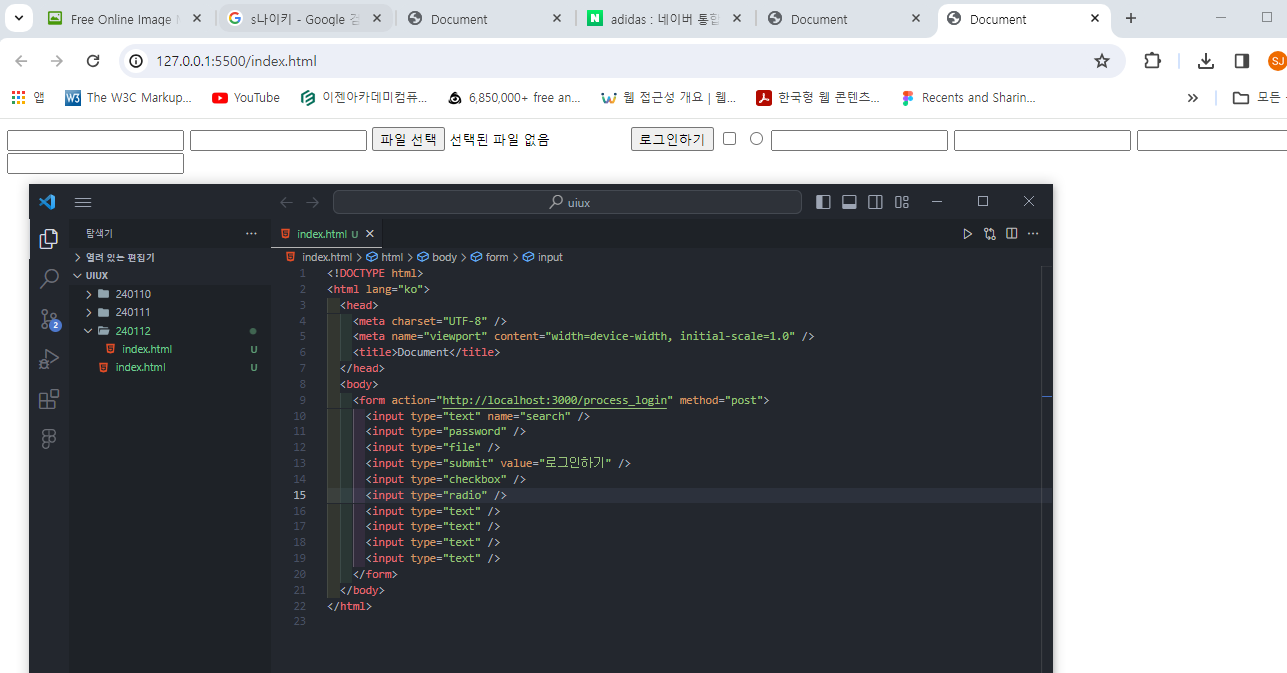 Free Online Image
s나이키 - Google 검
Document
adidas : 네이버 통합
Document
Document
127.0.0.1:5500/index.html
SJ
앱
The W3C Markup...
YouTube
이젠아카데미컴퓨...
6,850,000+ free an...
웹 접근성 개요 | 웹...
한국형 웹 콘텐츠...
Recents and Sharin...
모든
파일 선택 선택된 파일 없음 로그인하기
uiux
탐색기
index.html U
열려 있는 편집기
index.html > html > body > form > input
UIUX
240110
240111
240112
index.html U
index.html U
2
1 <!DOCTYPE html>
2 <html lang="ko">
3 <head>
4 <meta charset="UTF-8" />
5 <meta name="viewport" content="width=device-width, initial-scale=1.0" />
6 <title>Document</title>
7 </head>
8 <body>
9 <form action="http://localhost:3000/process_login" method="post">
10 <input type="text" name="search" />
11 <input type="password" />
12 <input type="file" />
13 <input type="submit" value="로그인하기" />
14 <input type="checkbox" />
15 <input type="radio" />
16 <input type="text" />
17 <input type="text" />
18 <input type="text" />
19 <input type="text" />
20 </form>
21 </body>
22 </html>
23